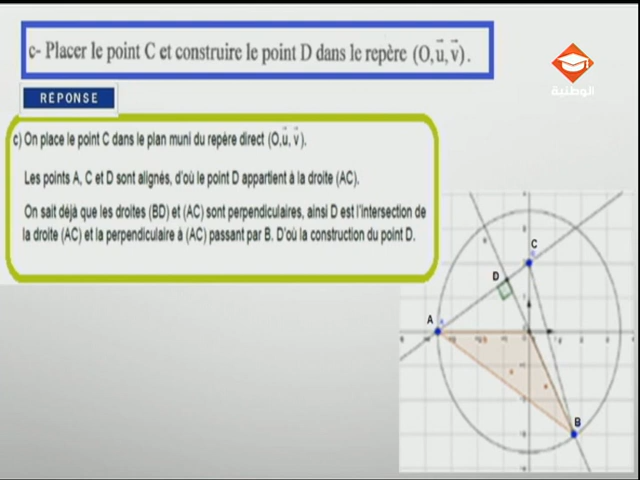 c- Placer le point C et construire le point D dans le repère (O,u⃗,v⃗).
الوطنية
RÉPONSE
c) On place le point C dans le plan muni du repère direct (O,u⃗, v⃗).
Les points A, C et D sont alignés, d'où le point D appartient à la droite (AC).
On sait déjà que les droites (BD) et (AC) sont perpendiculaires, ainsi D est l'intersection de
la droite (AC) et la perpendiculaire à (AC) passant par B. D'où la construction du point D.
C
D
A
B